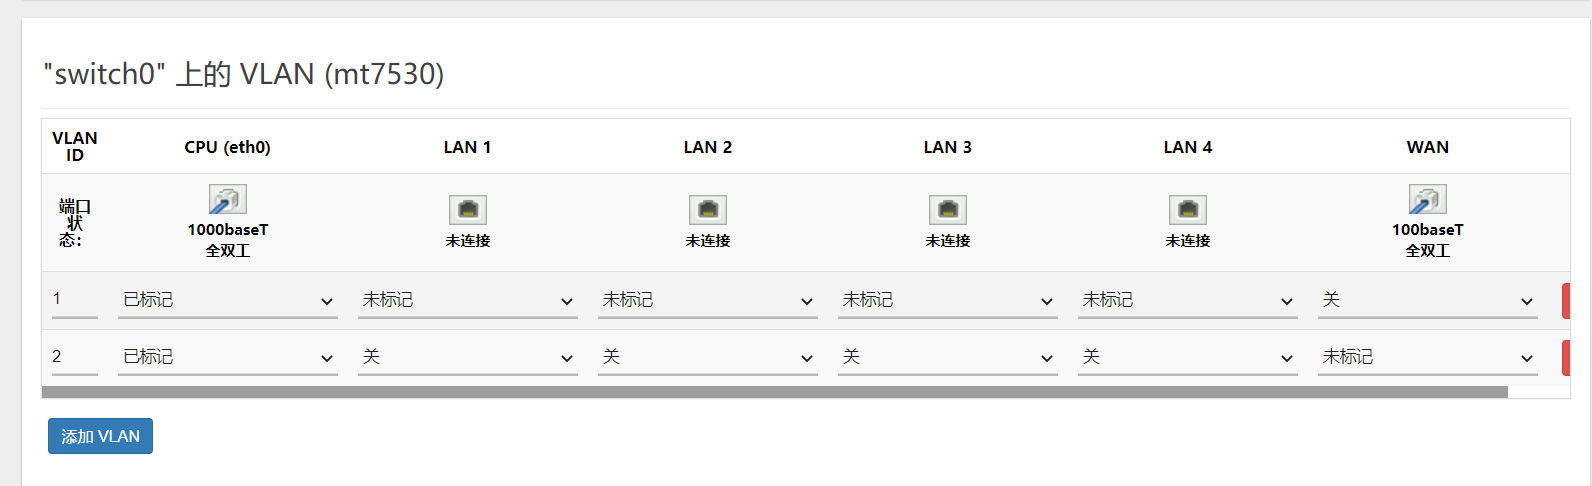 "switch0" 上的 VLAN (mt7530)
VLAN ID CPU (eth0) LAN 1 LAN 2 LAN 3 LAN 4 WAN
端口状态: 1000baseT 全双工 未连接 未连接 未连接 未连接 100baseT 全双工
1 已标记 未标记 未标记 未标记 未标记 关
2 已标记 关 关 关 关 未标记
添加 VLAN